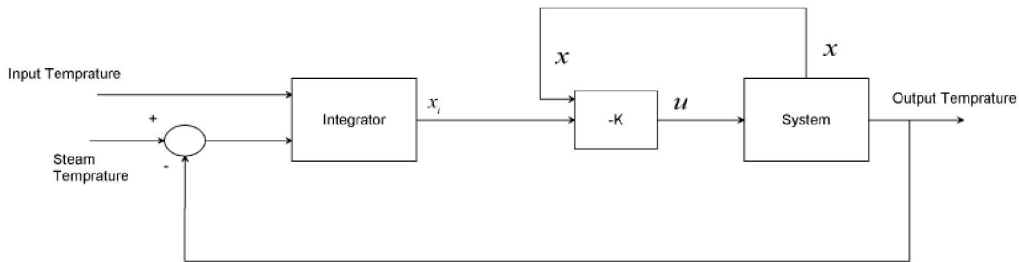 x
x
Input Temprature
x_i
u
Output Temprature
Integrator
-K
System
+
Steam
Temprature
-